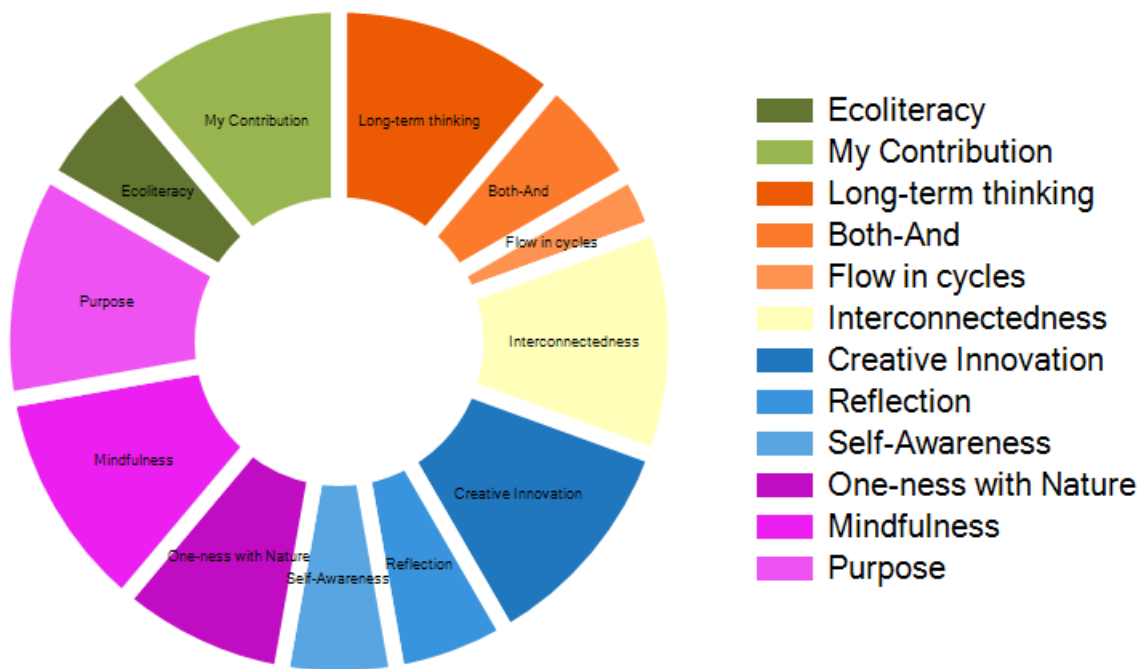 My Contribution
Long-term thinking
Ecoliteracy
Both-And
Flow in cycles
Purpose
Interconnectedness
Mindfulness
Creative Innovation
One-ness with Nature
Reflection
Self-Awareness
Ecoliteracy
My Contribution
Long-term thinking
Both-And
Flow in cycles
Interconnectedness
Creative Innovation
Reflection
Self-Awareness
One-ness with Nature
Mindfulness
Purpose